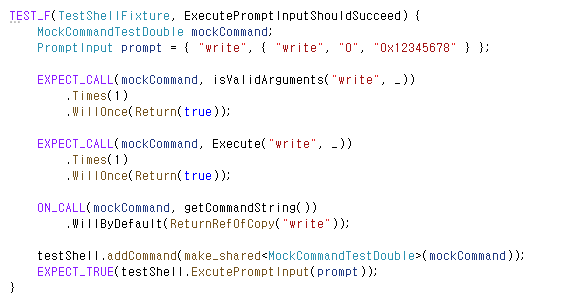 TEST_F(TestShellFixture, ExecutePromptInputShouldSucceed) {
    MockCommandTestDouble mockCommand;
    PromptInput prompt = { "write", { "write", "0", "0x12345678" } };

    EXPECT_CALL(mockCommand, isValidArguments("write", _))
        .Times(1)
        .WillOnce(Return(true));

    EXPECT_CALL(mockCommand, Execute("write", _))
        .Times(1)
        .WillOnce(Return(true));

    ON_CALL(mockCommand, getCommandString())
        .WillByDefault(ReturnRefOfCopy("write"));

    testShell.addCommand(make_shared<MockCommandTestDouble>(mockCommand));
    EXPECT_TRUE(testShell.ExcutePromptInput(prompt));
}